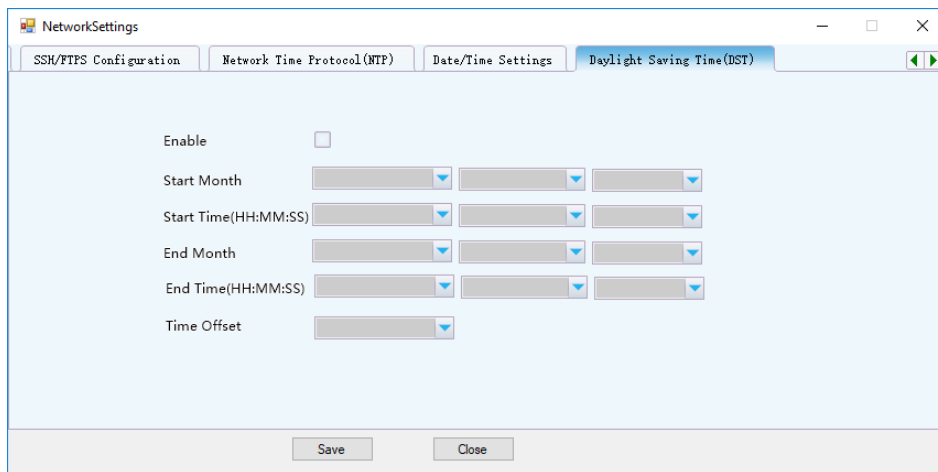 NetworkSettings
SSH/FTPS Configuration Network Time Protocol(NTP) Date/Time Settings Daylight Saving Time(DST)
Enable
Start Month
Start Time(HH:MM:SS)
End Month
End Time(HH:MM:SS)
Time Offset
Save Close